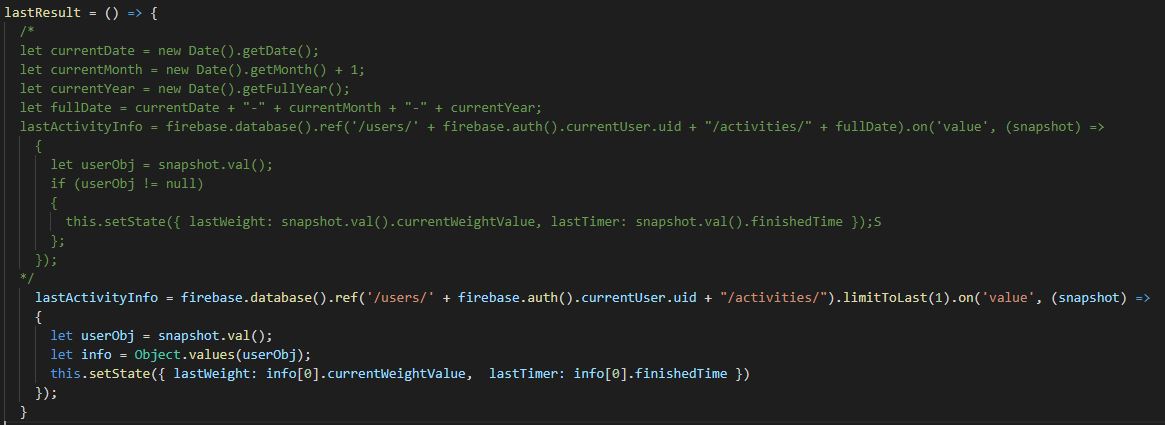 lastResult = () => {
/*
let currentDate = new Date().getDate();
let currentMonth = new Date().getMonth() + 1;
let currentYear = new Date().getFullYear();
let fullDate = currentDate + "-" + currentMonth + "-" + currentYear;
lastActivityInfo = firebase.database().ref('/users/' + firebase.auth().currentUser.uid + "/activities/" + fullDate).on('value', (snapshot) =>
{
let userObj = snapshot.val();
if (userObj != null)
{
this.setState({ lastWeight: snapshot.val().currentWeightValue, lastTimer: snapshot.val().finishedTime });S
};
});
*/
lastActivityInfo = firebase.database().ref('/users/' + firebase.auth().currentUser.uid + "/activities/").limitToLast(1).on('value', (snapshot) =>
{
let userObj = snapshot.val();
let info = Object.values(userObj);
this.setState({ lastWeight: info[0].currentWeightValue,  lastTimer: info[0].finishedTime })
});
}